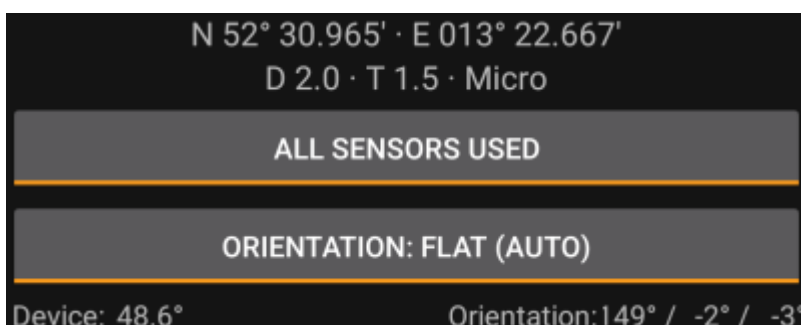 N 52° 30.965' · E 013° 22.667'
D 2.0 · T 1.5 · Micro
ALL SENSORS USED
ORIENTATION: FLAT (AUTO)
Device: 48.6° Orientation:149° / -2° / -3°